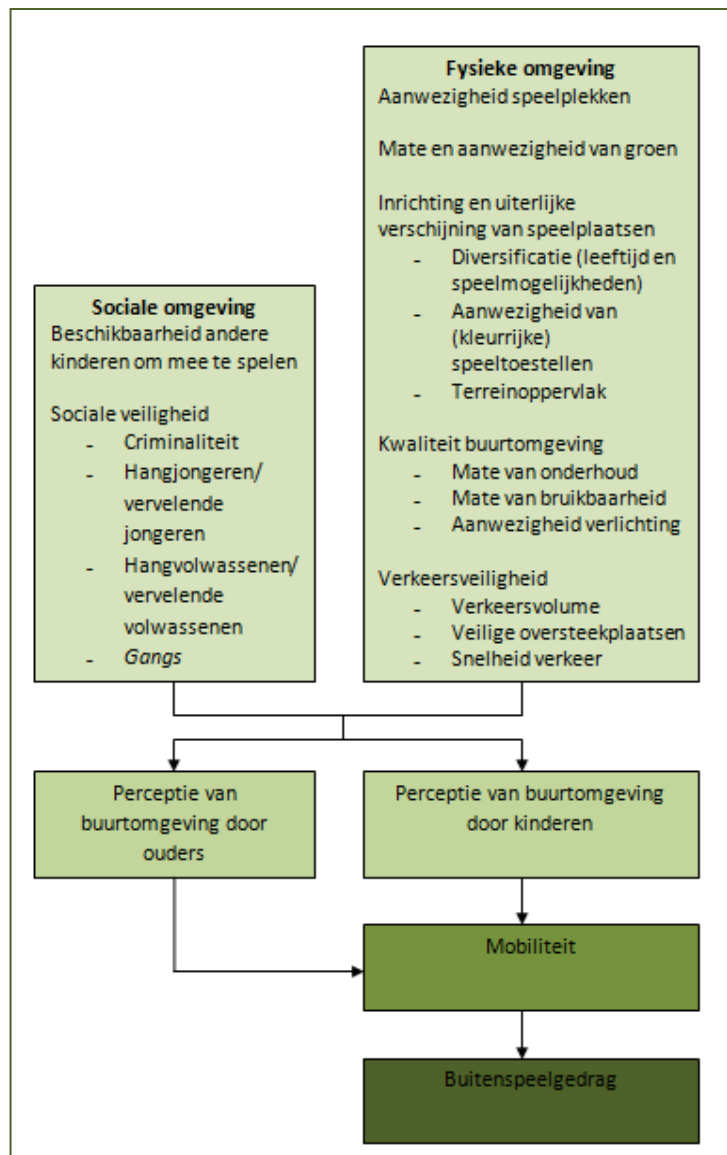 Fysieke omgeving
Aanwezigheid speelplekken
Mate en aanwezigheid van groen
Inrichting en uiterlijke
verschijning van speelplaatsen
- Diversificatie (leeftijd en
speelmogelijkheden)
- Aanwezigheid van
(kleurrijke)
speeltoestellen
- Terreinoppervlak
Kwaliteit buurtomgeving
- Mate van onderhoud
- Mate van bruikbaarheid
- Aanwezigheid verlichting
Verkeersveiligheid
- Verkeersvolume
- Veilige oversteekplaatsen
- Snelheid verkeer
Sociale omgeving
Beschikbaarheid andere
kinderen om mee te spelen
Sociale veiligheid
- Criminaliteit
- Hangjongeren/
vervelende
jongeren
- Hangvolwassenen/
vervelende
volwassenen
- Gangs
Perceptie van
buurtomgeving door
ouders
Perceptie van buurtomgeving
door kinderen
Mobiliteit
Buitenspeelgedrag